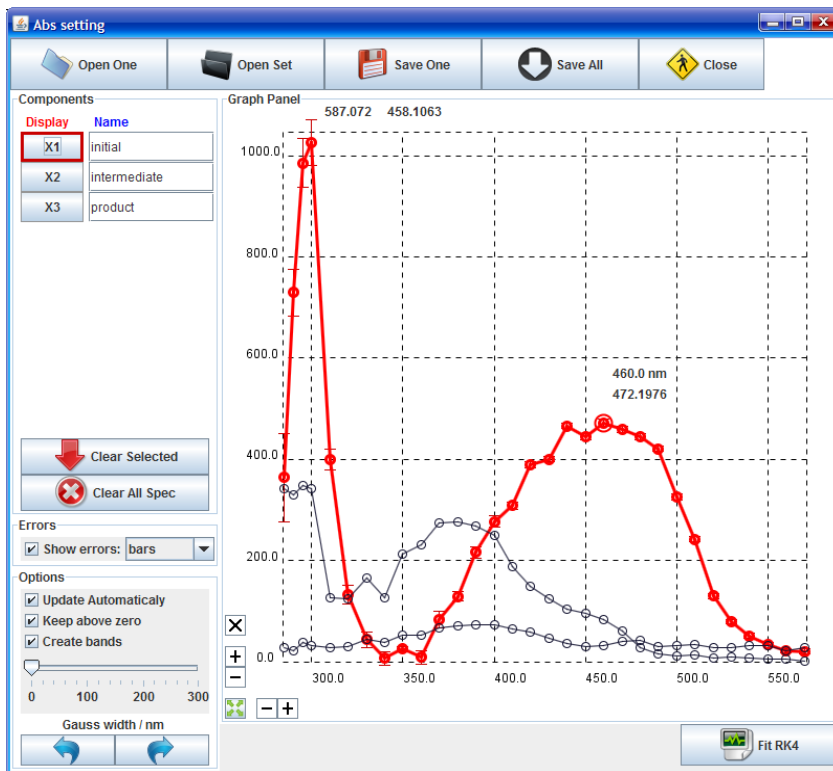 Abs setting
Open One
Open Set
Save One
Save All
Close
Components
Display Name
X1 initial
X2 intermediate
X3 product
Clear Selected
Clear All Spec
Errors
Show errors: bars
Options
Update Automaticaly
Keep above zero
Create bands
0 100 200 300
Gauss width / nm
Graph Panel
587.072 458.1063
1000.0
800.0
600.0
460.0 nm
472.1976
400.0
200.0
0.0
300.0 350.0 400.0 450.0 500.0 550.0
Fit RK4